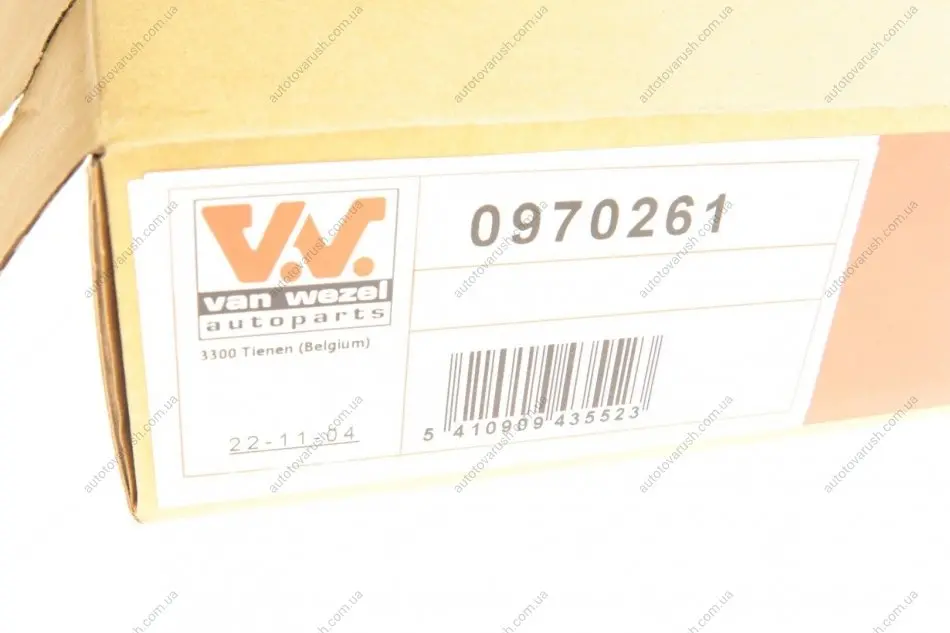 V.W.
van wezel
autoparts
3300 Tienen (Belgium)
22-11-04
0970261
5 410909 435523
autotovarush.com.ua